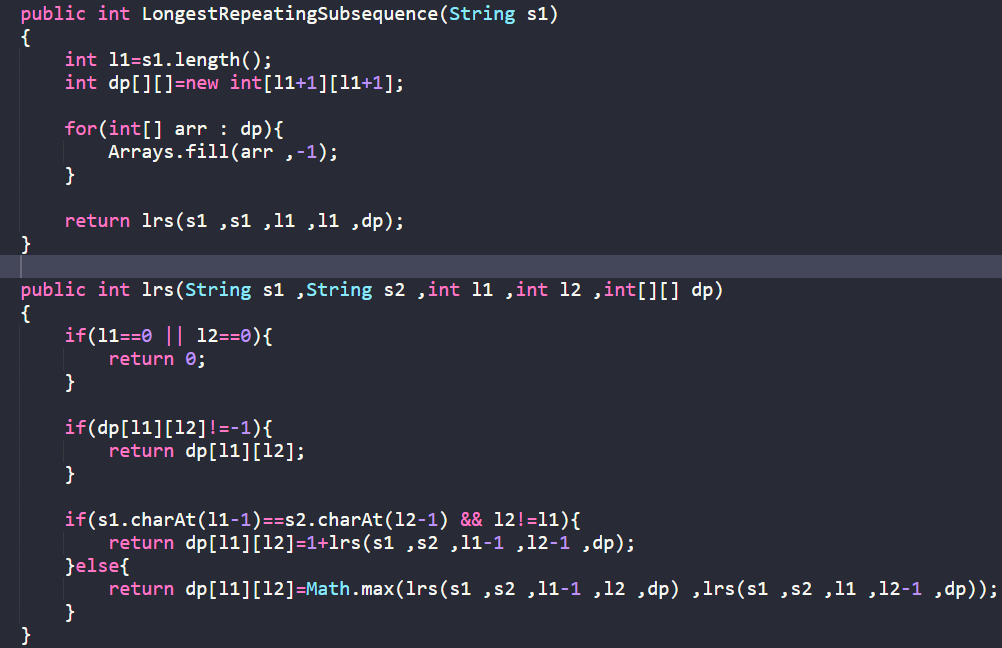 public int LongestRepeatingSubsequence(String s1)
{
    int l1=s1.length();
    int dp[][]=new int[l1+1][l1+1];

    for(int[] arr : dp){
        Arrays.fill(arr ,-1);
    }

    return lrs(s1 ,s1 ,l1 ,l1 ,dp);
}

public int lrs(String s1 ,String s2 ,int l1 ,int l2 ,int[][] dp)
{
    if(l1==0 || l2==0){
        return 0;
    }

    if(dp[l1][l2]!=-1){
        return dp[l1][l2];
    }

    if(s1.charAt(l1-1)==s2.charAt(l2-1) && l2!=l1){
        return dp[l1][l2]=1+lrs(s1 ,s2 ,l1-1 ,l2-1 ,dp);
    }else{
        return dp[l1][l2]=Math.max(lrs(s1 ,s2 ,l1-1 ,l2 ,dp) ,lrs(s1 ,s2 ,l1 ,l2-1 ,dp));
    }
}